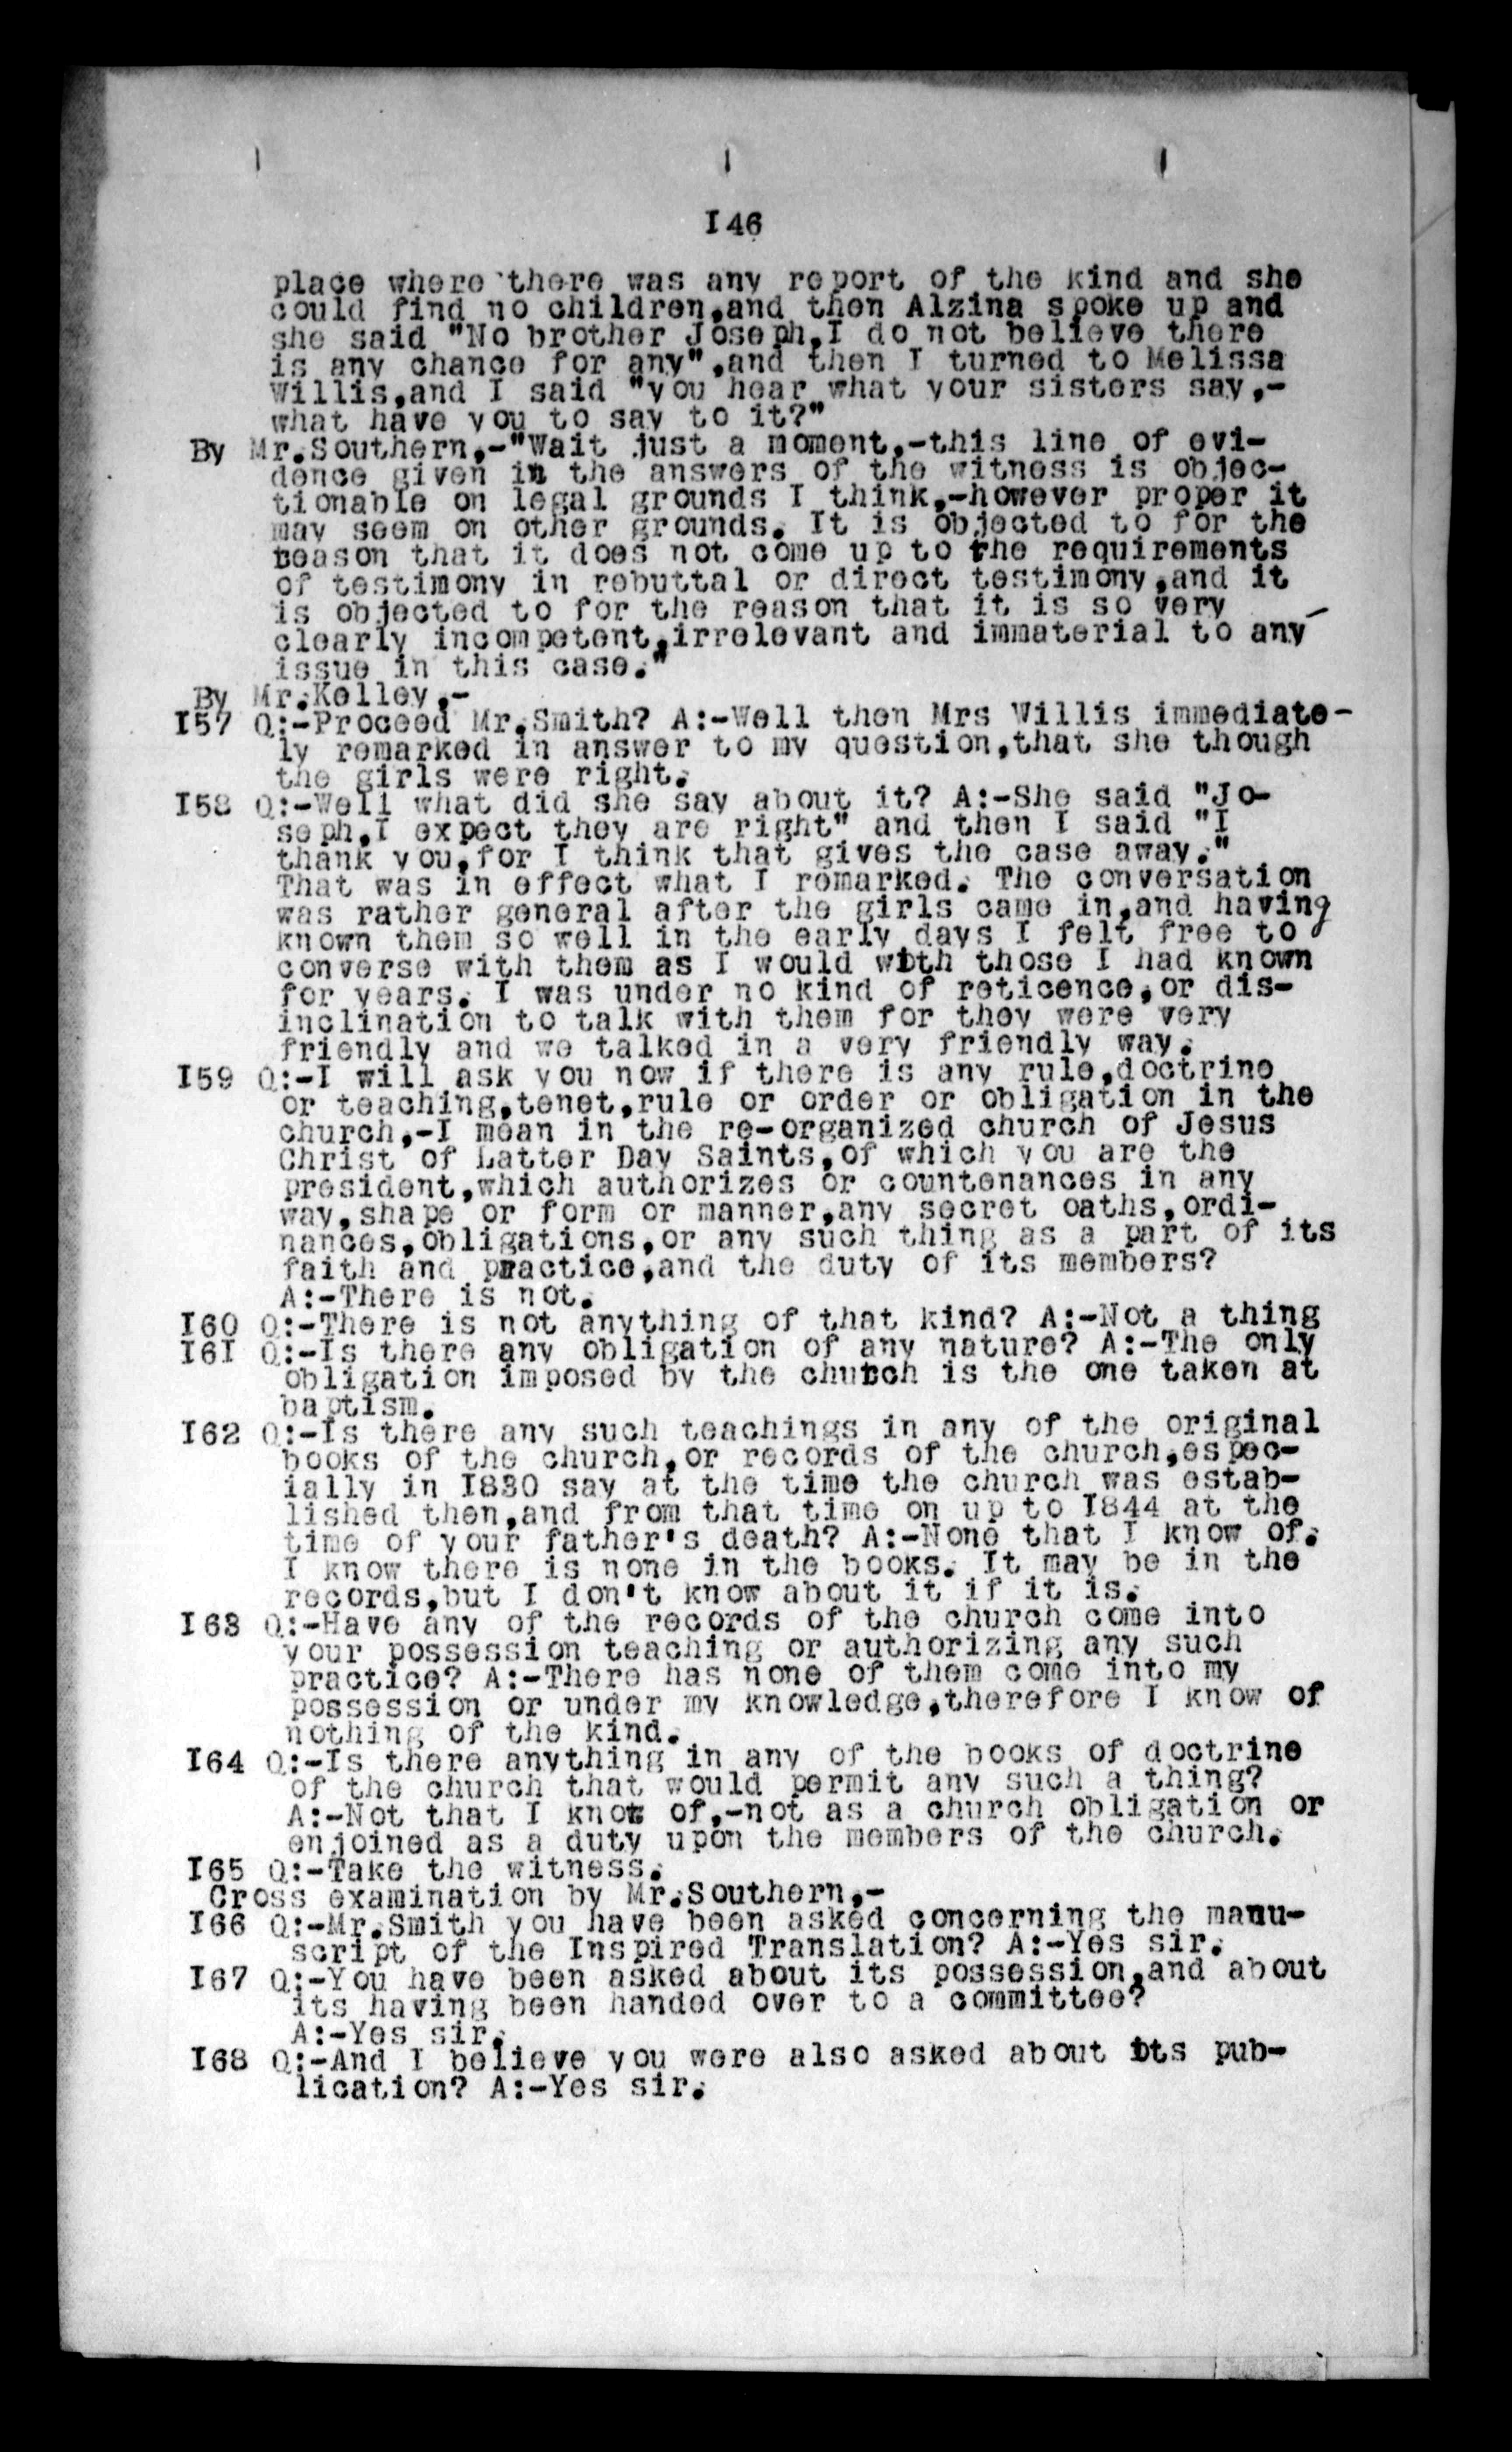 I46
place where there was any report of the kind and she
could find no children,and then Alzina spoke up and
she said "No brother Joseph,I do not believe there
is any chance for any",and then I turned to Melissa
Willis,and I said "you hear what your sisters say,-
what have you to say to it?"
By Mr.Southern,-"Wait just a moment,-this line of evi-
dence given in the answers of the witness is objec-
tionable on legal grounds I think,-however proper it
may seem on other grounds. It is objected to for the
reason that it does not come up to the requirements
of testimony in rebuttal or direct testimony,and it
is objected to for the reason that it is so very
clearly incompetent,irrelevant and immaterial to any
issue in this case."
By Mr.Kelley,-
I57 Q:-Proceed Mr.Smith? A:-Well then Mrs Willis immediate-
ly remarked in answer to my question,that she though
the girls were right.
I58 Q:-Well what did she say about it? A:-She said "Jo-
seph,I expect they are right" and then I said "I
thank you,for I think that gives the case away."
That was in effect what I remarked. The conversation
was rather general after the girls came in,and having
known them so well in the early days I felt free to
converse with them as I would with those I had known
for years. I was under no kind of reticence,or dis-
inclination to talk with them for they were very
friendly and we talked in a very friendly way.
I59 Q:-I will ask you now if there is any rule,doctrine
or teaching,tenet,rule or order or obligation in the
church,-I mean in the re-organized church of Jesus
Christ of Latter Day Saints,of which you are the
president,which authorizes or countenances in any
way,shape or form or manner,any secret oaths,ordi-
nances,obligations,or any such thing as a part of its
faith and practice,and the duty of its members?
A:-There is not.
I60 Q:-There is not anything of that kind? A:-Not a thing
I6I Q:-Is there any obligation of any nature? A:-The only
obligation imposed by the church is the one taken at
baptism.
I62 Q:-Is there any such teachings in any of the original
books of the church,or records of the church,espec-
ially in I830 say at the time the church was estab-
lished then,and from that time on up to I844 at the
time of your father's death? A:-None that I know of.
I know there is none in the books. It may be in the
records,but I don't know about it if it is.
I63 Q:-Have any of the records of the church come into
your possession teaching or authorizing any such
practice? A:-There has none of them come into my
possession or under my knowledge,therefore I know of
nothing of the kind.
I64 Q:-Is there anything in any of the books of doctrine
of the church that would permit any such a thing?
A:-Not that I know of,-not as a church obligation or
enjoined as a duty upon the members of the church.
I65 Q:-Take the witness.
Cross examination by Mr.Southern,-
I66 Q:-Mr.Smith you have been asked concerning the manu-
script of the Inspired Translation? A:-Yes sir.
I67 Q:-You have been asked about its possession,and about
its having been handed over to a committee?
A:-Yes sir.
I68 Q:-And I believe you were also asked about its pub-
lication? A:-Yes sir.